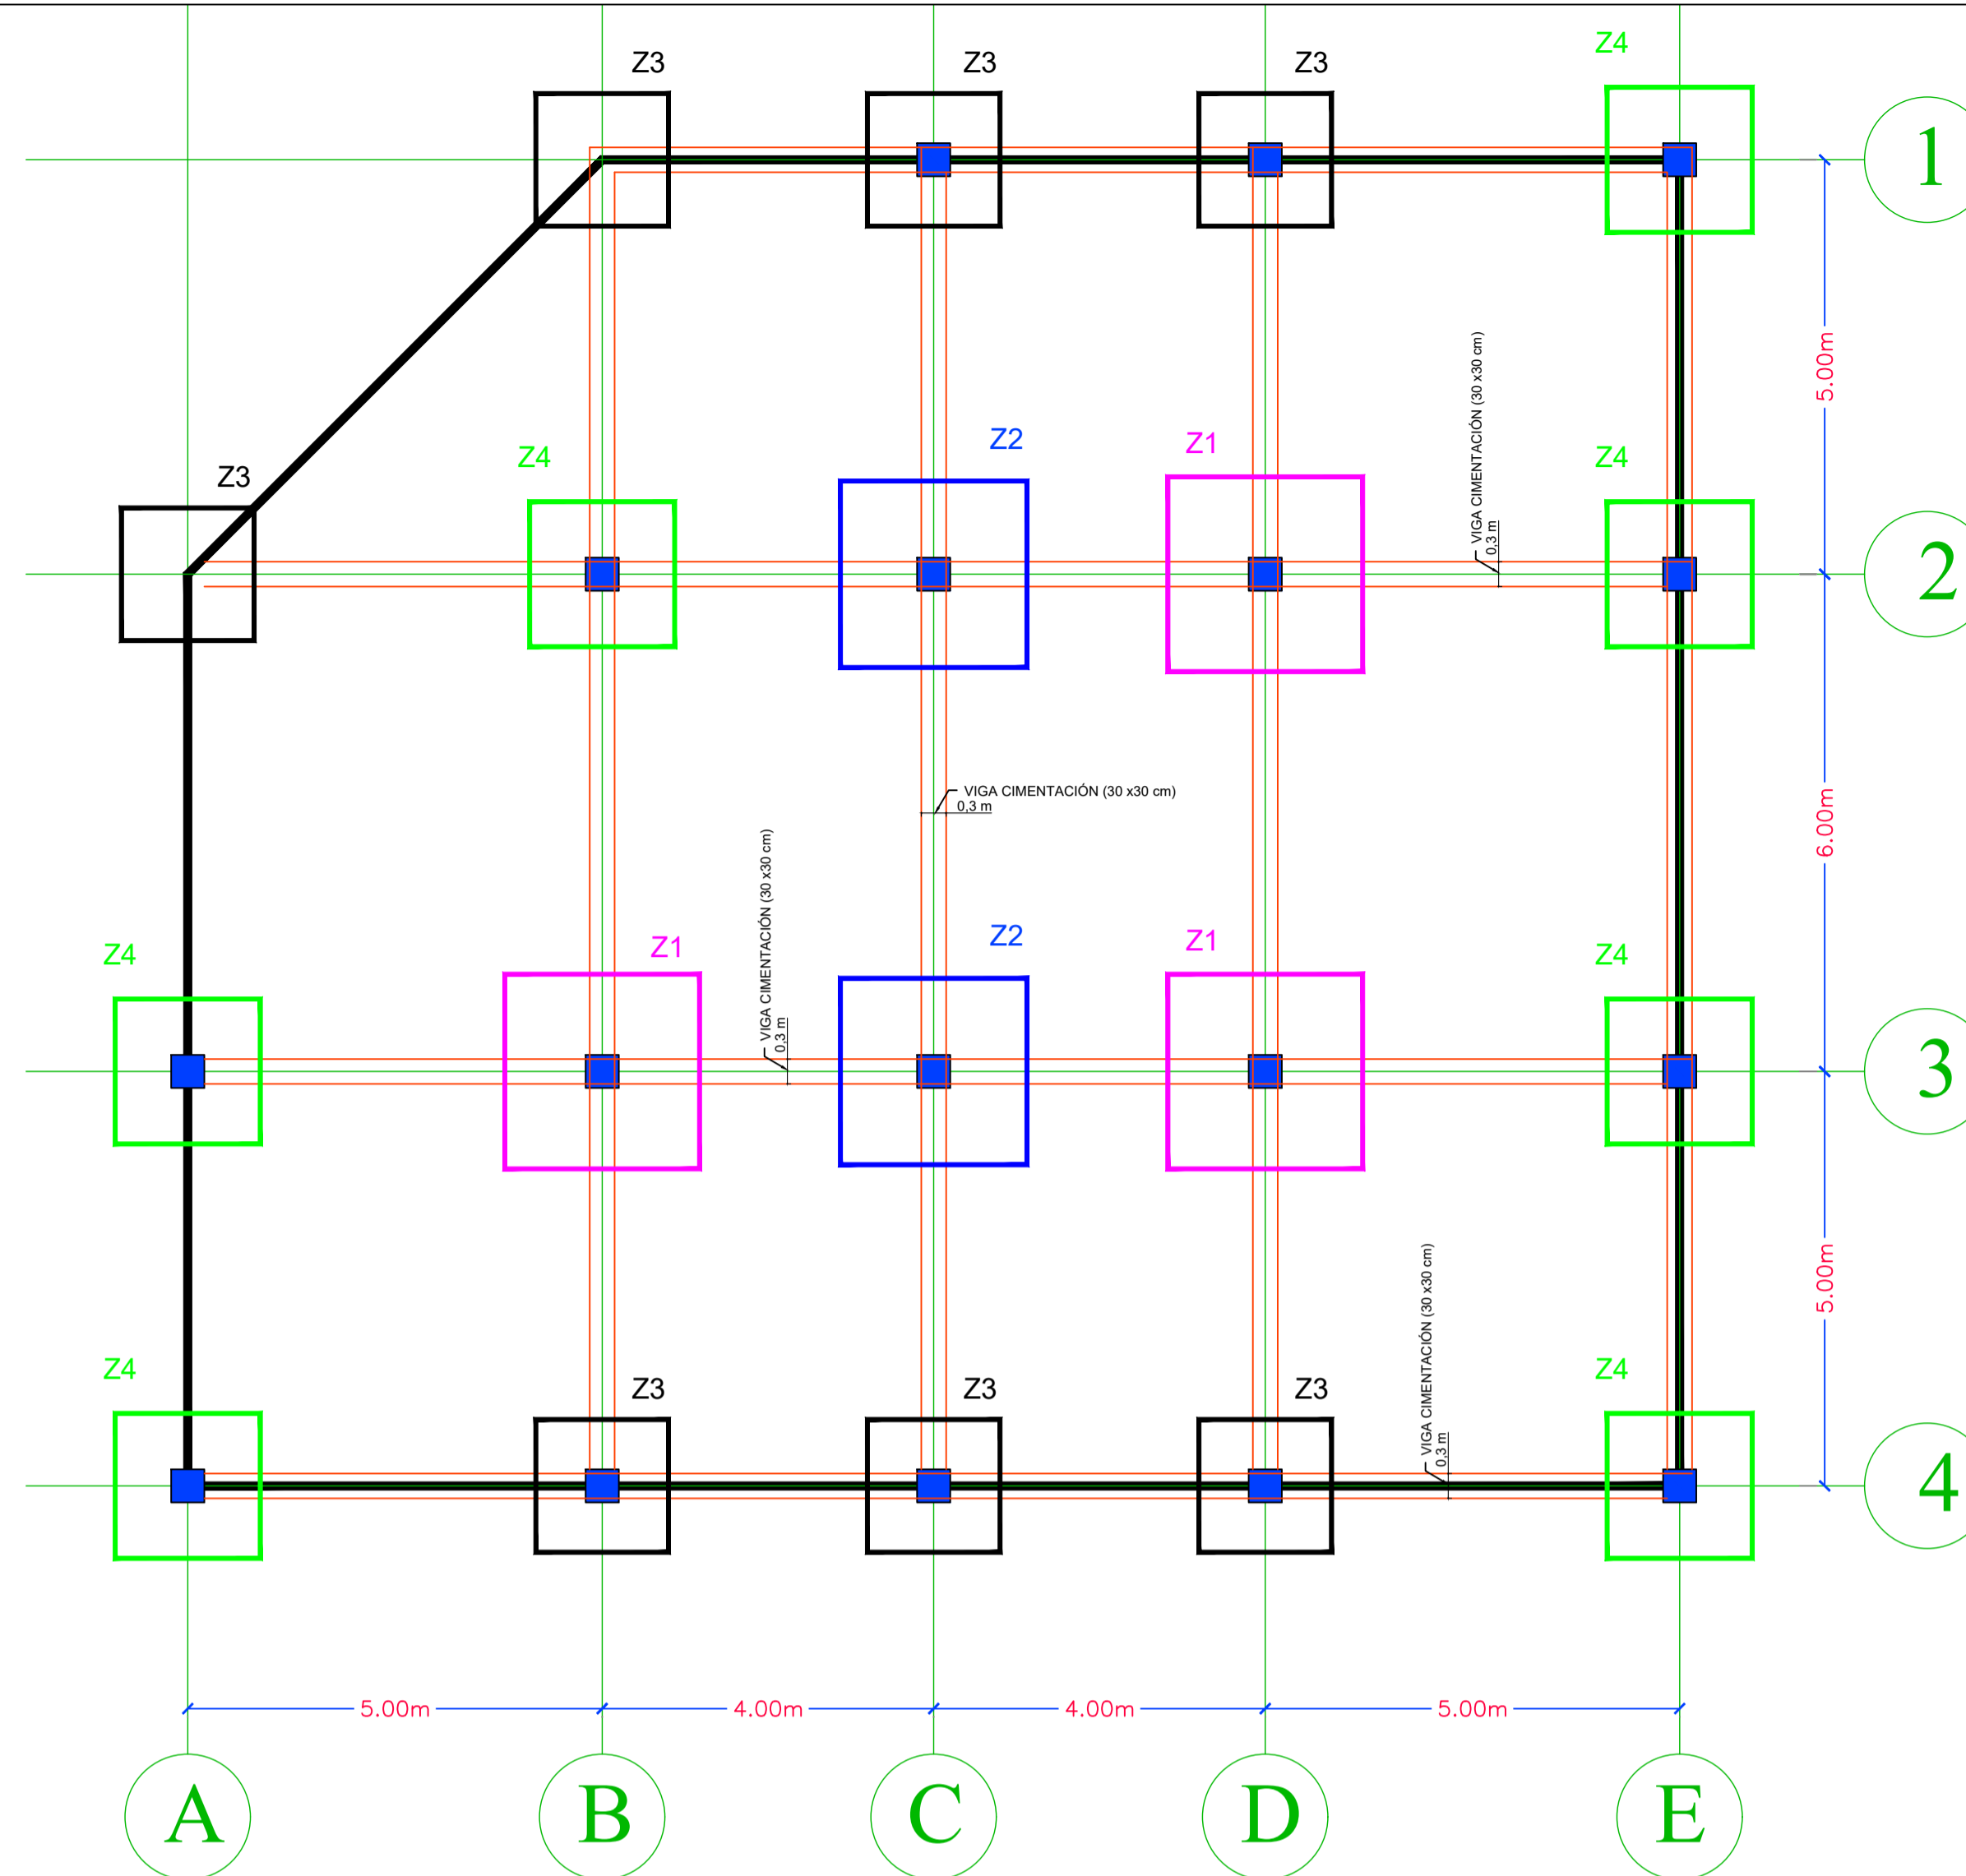 Z3
Z3
Z3
Z4
1
5.00m
VIGA CIMENTACIÓN (30 x30 cm)
0,3 m
Z3
Z4
Z2
Z1
Z4
2
6.00m
VIGA CIMENTACIÓN (30 x30 cm)
0,3 m
VIGA CIMENTACIÓN (30 x30 cm)
0,3 m
Z4
Z1
Z2
Z1
Z4
3
5.00m
VIGA CIMENTACIÓN (30 x30 cm)
0,3 m
Z4
Z3
Z3
Z3
Z4
4
5.00m
4.00m
4.00m
5.00m
A
B
C
D
E